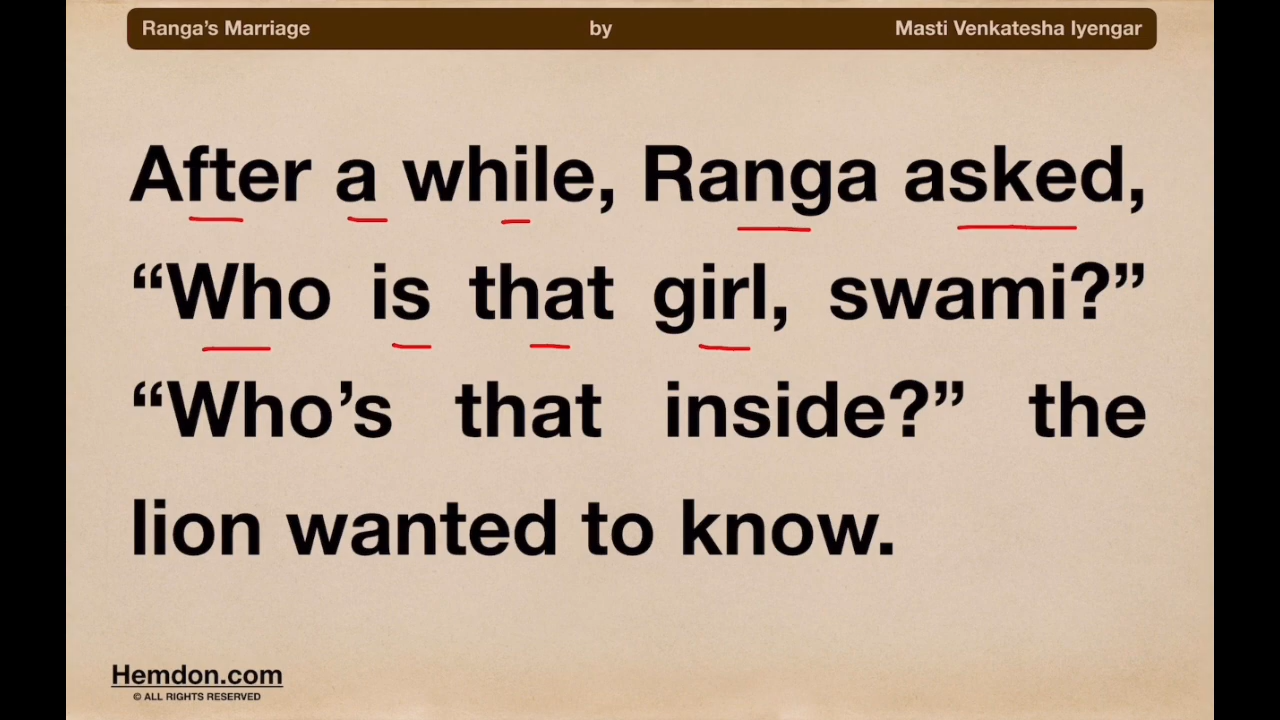 Ranga’s Marriage by Masti Venkatesha Iyengar
After a while, Ranga asked,
“Who is that girl, swami?”
“Who’s that inside?” the
lion wanted to know.
Hemdon.com
© ALL RIGHTS RESERVED